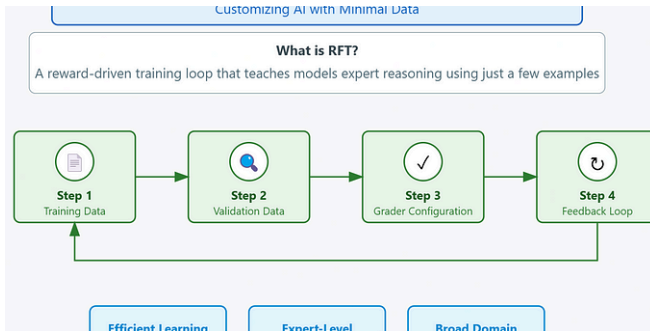 Customizing AI with Minimal Data
What is RFT?
A reward-driven training loop that teaches models expert reasoning using just a few examples
Step 1
Training Data
Step 2
Validation Data
Step 3
Grader Configuration
Step 4
Feedback Loop
Efficient Learning
Expert-Level
Broad Domain